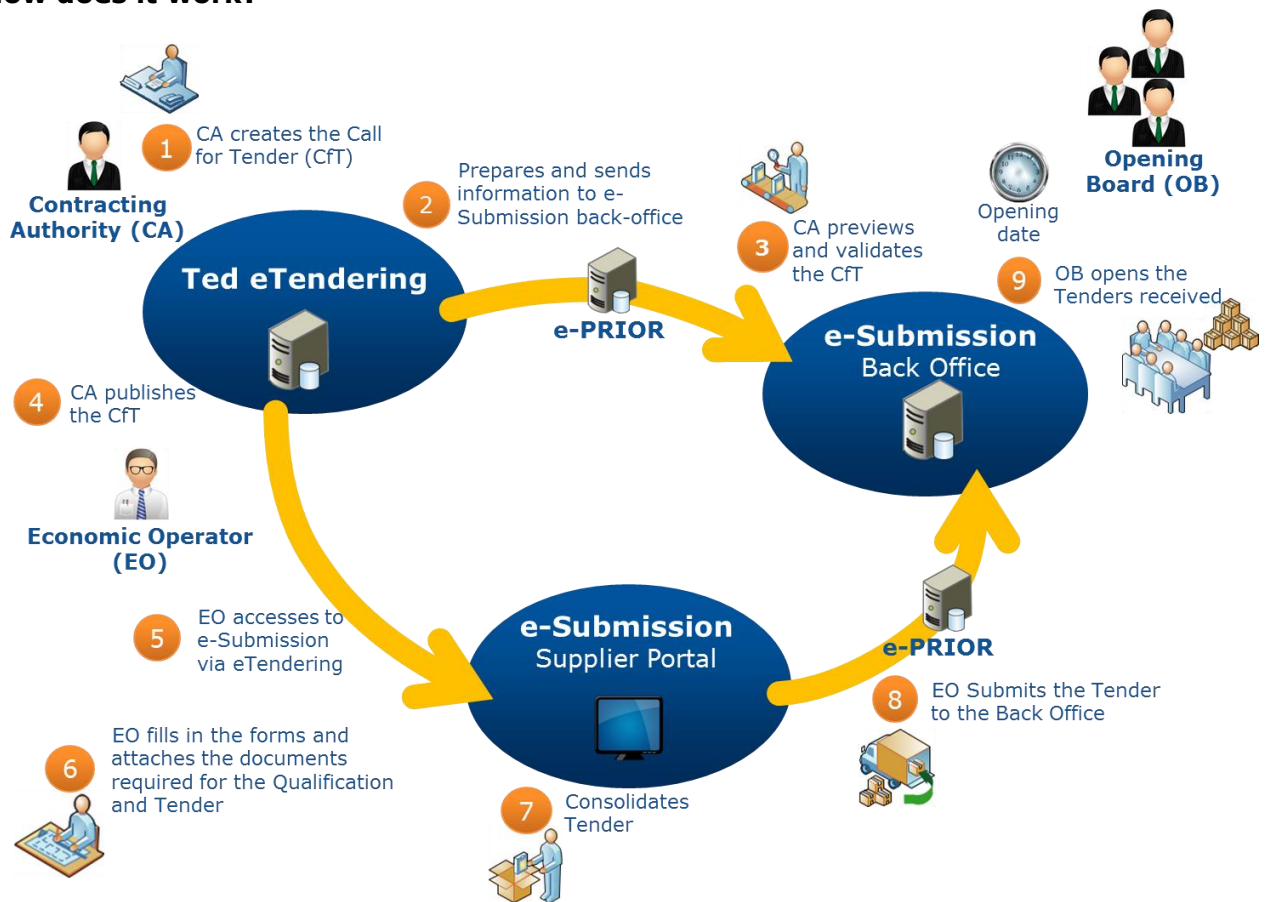 how does it work?
1
CA creates the Call
for Tender (CfT)
Contracting
Authority (CA)
2
Prepares and sends
information to e-
Submission back-office
3
CA previews
and validates
the CfT
Opening
date
Opening
Board (OB)
9
OB opens the
Tenders received
Ted eTendering
e-PRIOR
e-Submission
Back Office
4
CA publishes
the CfT
Economic Operator
(EO)
5
EO accesses to
e-Submission
via eTendering
e-Submission
Supplier Portal
e-PRIOR
8
EO Submits the Tender
to the Back Office
6
EO fills in the forms and
attaches the documents
required for the Qualification
and Tender
7
Consolidates
Tender